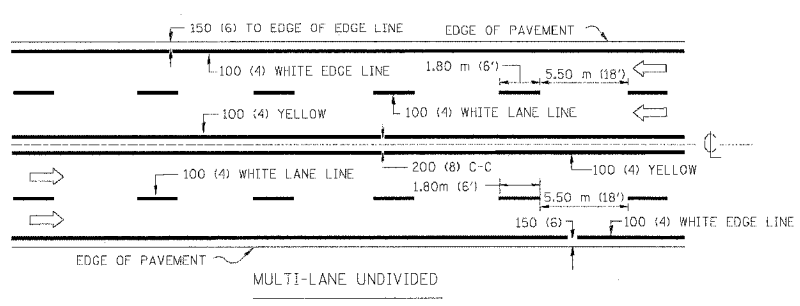 150 (6) TO EDGE OF EDGE LINE
EDGE OF PAVEMENT
100 (4) WHITE EDGE LINE
1.80 m (6')
5.50 m (18')
100 (4) WHITE LANE LINE
100 (4) YELLOW
CL
200 (8) C-C
100 (4) YELLOW
100 (4) WHITE LANE LINE
1.80m (6')
5.50 m (18')
150 (6)
100 (4) WHITE EDGE LINE
EDGE OF PAVEMENT
MULTI-LANE UNDIVIDED